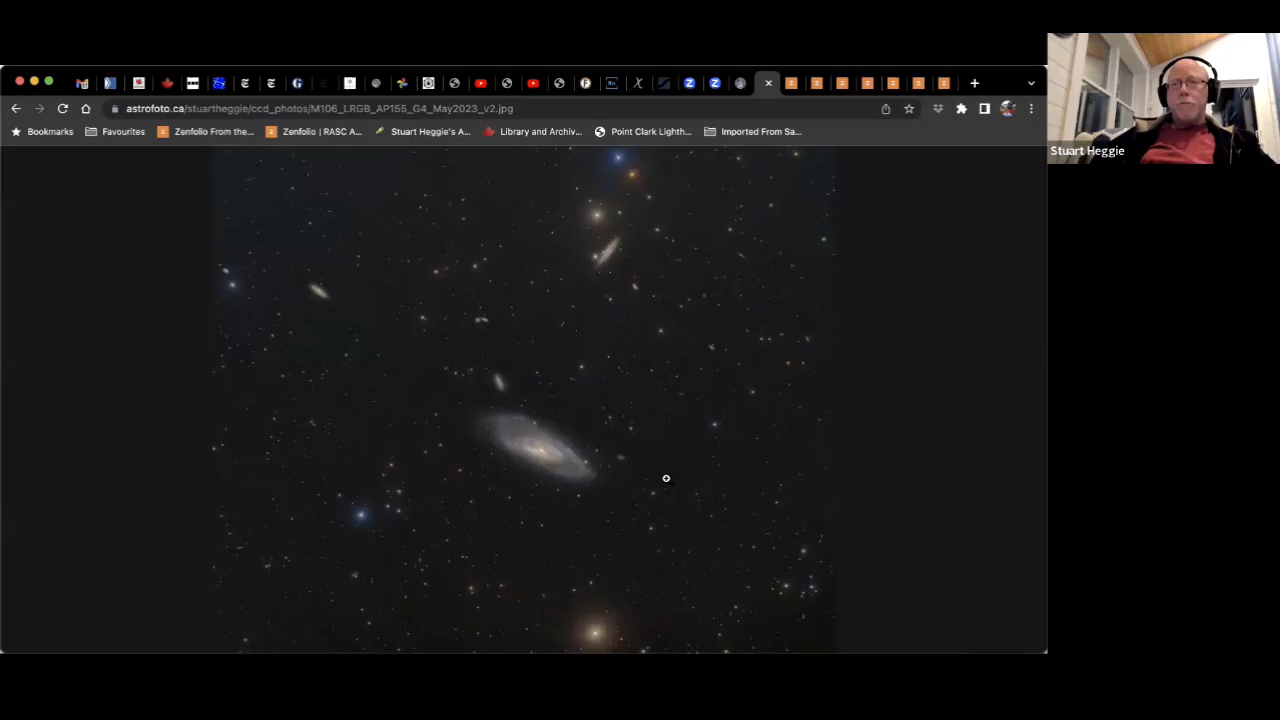 astrofoto.ca/stuartheggie/ccd_photos/M106_LRGB_AP155_G4_May2023_v2.jpg
Bookmarks Favourites Zenfolio From the... Zenfolio | RASC A... Stuart Heggie's A... Library and Archiv... Point Clark Lighth... Imported From Sa...
Stuart Heggie